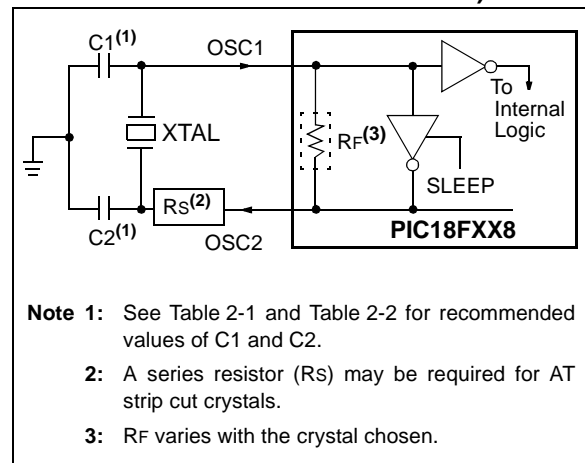 C1(1)
OSC1
To
Internal
Logic
XTAL
RF(3)
SLEEP
RS(2)
C2(1)
OSC2
PIC18FXX8
Note 1: See Table 2-1 and Table 2-2 for recommended
values of C1 and C2.
2: A series resistor (RS) may be required for AT
strip cut crystals.
3: RF varies with the crystal chosen.